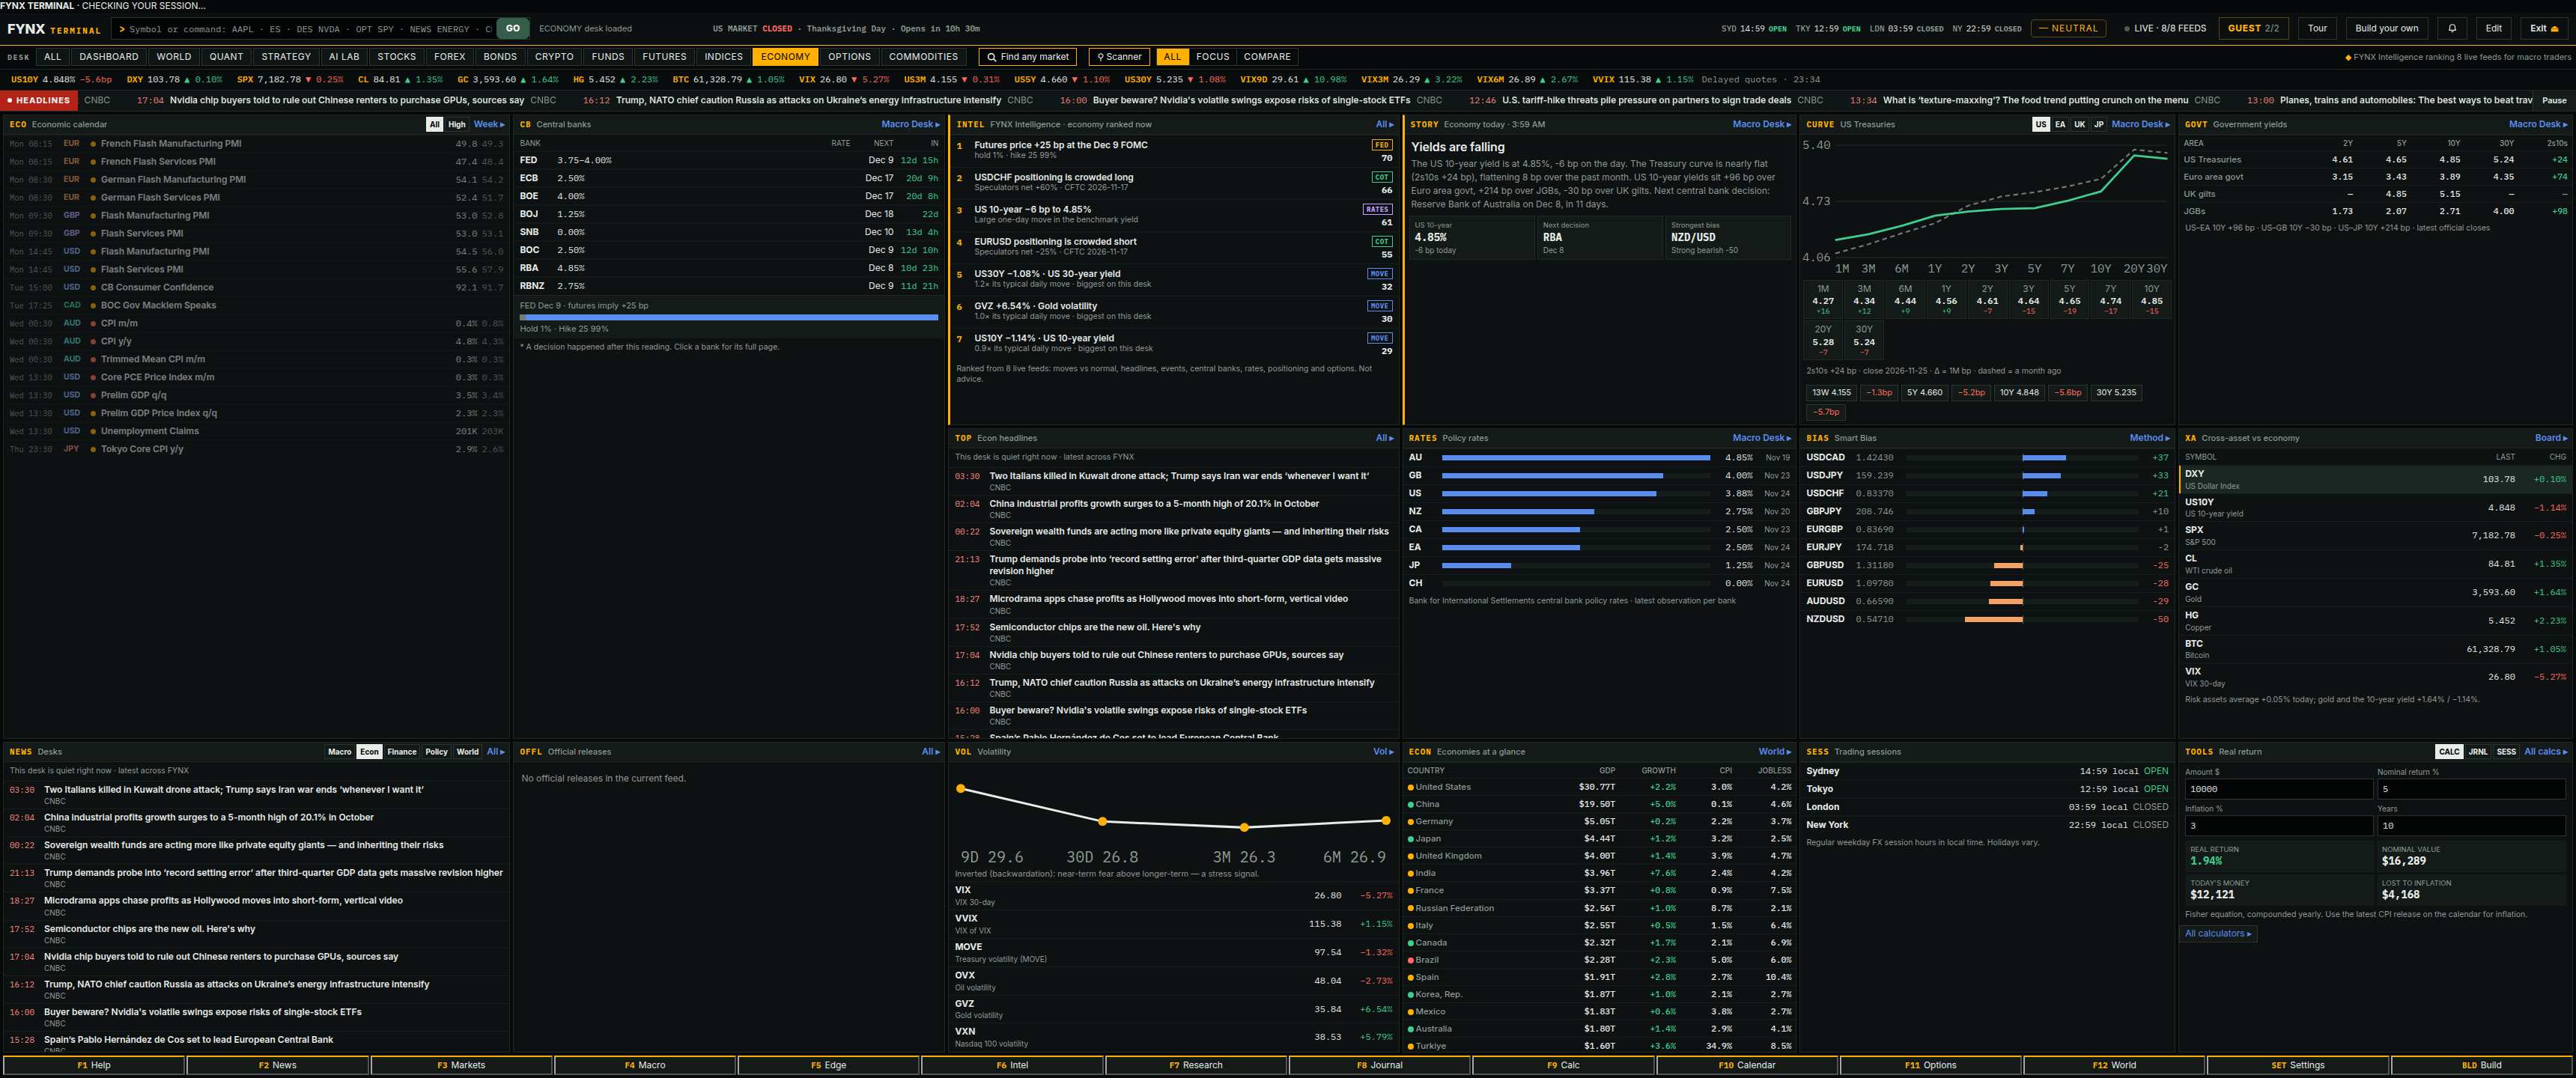 FYNX TERMINAL · CHECKING YOUR SESSION...
FYNX TERMINAL > Symbol or command: AAPL · ES · DES NVDA · OPT SPY · NEWS ENERGY · C GO ECONOMY desk loaded US MARKET CLOSED · Thanksgiving Day · Opens in 10h 30m SYD 14:59 OPEN TKY 12:59 OPEN LDN 03:59 CLOSED NY 22:59 CLOSED — NEUTRAL LIVE · 8/8 FEEDS GUEST 2/2 Tour Build your own Edit Exit
DESK ALL DASHBOARD WORLD QUANT STRATEGY AI LAB STOCKS FOREX BONDS CRYPTO FUNDS FUTURES INDICES ECONOMY OPTIONS COMMODITIES Find any market Scanner ALL FOCUS COMPARE ◆ FYNX Intelligence ranking 8 live feeds for macro traders
US10Y 4.848% −5.6bp DXY 103.78 ▲ 0.10% SPX 7,182.78 ▼ 0.25% CL 84.81 ▲ 1.35% GC 3,593.60 ▲ 1.64% HG 5.452 ▲ 2.23% BTC 61,328.79 ▲ 1.05% VIX 26.80 ▼ 5.27% US3M 4.155 ▼ 0.31% US5Y 4.660 ▼ 1.10% US30Y 5.235 ▼ 1.08% VIX9D 29.61 ▲ 10.98% VIX3M 26.29 ▲ 3.22% VIX6M 26.89 ▲ 2.67% VVIX 115.38 ▲ 1.15% Delayed quotes · 23:34
● HEADLINES CNBC 17:04 Nvidia chip buyers told to rule out Chinese renters to purchase GPUs, sources say CNBC 16:12 Trump, NATO chief caution Russia as attacks on Ukraine's energy infrastructure intensify CNBC 16:00 Buyer beware? Nvidia's volatile swings expose risks of single-stock ETFs CNBC 12:46 U.S. tariff-hike threats pile pressure on partners to sign trade deals CNBC 13:34 What is 'texture-maxxing'? The food trend putting crunch on the menu CNBC 13:00 Planes, trains and automobiles: The best ways to beat trav Pause
ECO Economic calendar All High Week ▸
Mon 08:15 EUR French Flash Manufacturing PMI 49.8 49.3
Mon 08:15 EUR French Flash Services PMI 47.4 48.4
Mon 08:30 EUR German Flash Manufacturing PMI 54.1 54.2
Mon 08:30 EUR German Flash Services PMI 52.4 51.7
Mon 09:30 GBP Flash Manufacturing PMI 53.0 52.8
Mon 09:30 GBP Flash Services PMI 53.0 53.1
Mon 14:45 USD Flash Manufacturing PMI 54.5 56.0
Mon 14:45 USD Flash Services PMI 55.6 57.9
Tue 15:00 USD CB Consumer Confidence 92.1 91.7
Tue 17:25 CAD BOC Gov Macklem Speaks
Wed 00:30 AUD CPI m/m 0.4% 0.8%
Wed 00:30 AUD CPI y/y 4.8% 4.3%
Wed 00:30 AUD Trimmed Mean CPI m/m 0.3% 0.3%
Wed 13:30 USD Core PCE Price Index m/m 0.3% 0.3%
Wed 13:30 USD Prelim GDP q/q 3.5% 3.4%
Wed 13:30 USD Prelim GDP Price Index q/q 2.3% 2.3%
Wed 13:30 USD Unemployment Claims 201K 203K
Thu 23:30 JPY Tokyo Core CPI y/y 2.9% 2.6%
CB Central banks Macro Desk ▸
BANK RATE NEXT IN
FED 3.75–4.00% Dec 9 12d 15h
ECB 2.50% Dec 17 20d 9h
BOE 4.00% Dec 17 20d 8h
BOJ 1.25% Dec 18 22d
SNB 0.00% Dec 10 13d 4h
BOC 2.50% Dec 9 12d 10h
RBA 4.85% Dec 8 10d 23h
RBNZ 2.75% Dec 9 11d 21h
FED Dec 9 · futures imply +25 bp
Hold 1% · Hike 25 99%
* A decision happened after this reading. Click a bank for its full page.
INTEL FYNX Intelligence · economy ranked now All ▸
1 Futures price +25 bp at the Dec 9 FOMC FED
hold 1% · hike 25 99% 70
2 USDCHF positioning is crowded long COT
Speculators net +60% · CFTC 2026-11-17 66
3 US 10-year −6 bp to 4.85% RATES
Large one-day move in the benchmark yield 61
4 EURUSD positioning is crowded short COT
Speculators net −25% · CFTC 2026-11-17 55
5 US30Y −1.08% · US 30-year yield MOVE
1.2× its typical daily move · biggest on this desk 32
6 GVZ +6.54% · Gold volatility MOVE
1.0× its typical daily move · biggest on this desk 30
7 US10Y −1.14% · US 10-year yield MOVE
0.9× its typical daily move · biggest on this desk 29
Ranked from 8 live feeds: moves vs normal, headlines, events, central banks, rates, positioning and options. Not
advice.
STORY Economy today · 3:59 AM Macro Desk ▸
Yields are falling
The US 10-year yield is at 4.85%, -6 bp on the day. The Treasury curve is nearly flat
(2s10s +24 bp), flattening 8 bp over the past month. US 10-year yields sit +96 bp over
Euro area govt, +214 bp over JGBs, -30 bp over UK gilts. Next central bank decision:
Reserve Bank of Australia on Dec 8, in 11 days.
US 10-year Next decision Strongest bias
4.85% RBA NZD/USD
-6 bp today Dec 8 Strong bearish -50
CURVE US Treasuries US EA UK JP Macro Desk ▸
5.40
4.73
4.06
1M 3M 6M 1Y 2Y 3Y 5Y 7Y 10Y 20Y 30Y
1M 3M 6M 1Y 2Y 3Y 5Y 7Y 10Y
4.27 4.34 4.44 4.56 4.61 4.64 4.65 4.74 4.85
+16 +12 +9 +9 −7 −15 −19 −17 −15
20Y 30Y
5.28 5.24
−7 −7
2s10s +24 bp · close 2026-11-25 · Δ = 1M bp · dashed = a month ago
13W 4.155 −1.3bp 5Y 4.660 −5.2bp 10Y 4.848 −5.6bp 30Y 5.235
−5.7bp
GOVT Government yields Macro Desk ▸
AREA 2Y 5Y 10Y 30Y 2s10s
US Treasuries 4.61 4.65 4.85 5.24 +24
Euro area govt 3.15 3.43 3.89 4.35 +74
UK gilts — 4.85 5.15 — —
JGBs 1.73 2.07 2.71 4.00 +98
US–EA 10Y +96 bp · US–GB 10Y −30 bp · US–JP 10Y +214 bp · latest official closes
TOP Econ headlines All ▸
This desk is quiet right now · latest across FYNX
03:30 Two Italians killed in Kuwait drone attack; Trump says Iran war ends 'whenever I want it'
CNBC
02:04 China industrial profits growth surges to a 5-month high of 20.1% in October
CNBC
00:22 Sovereign wealth funds are acting more like private equity giants — and inheriting their risks
CNBC
21:13 Trump demands probe into 'record setting error' after third-quarter GDP data gets massive
revision higher
CNBC
18:27 Microdrama apps chase profits as Hollywood moves into short-form, vertical video
CNBC
17:52 Semiconductor chips are the new oil. Here's why
CNBC
17:04 Nvidia chip buyers told to rule out Chinese renters to purchase GPUs, sources say
CNBC
16:12 Trump, NATO chief caution Russia as attacks on Ukraine's energy infrastructure intensify
CNBC
16:00 Buyer beware? Nvidia's volatile swings expose risks of single-stock ETFs
CNBC
15:28 Spain's Pablo Hernández de Cos set to lead European Central Bank
RATES Policy rates Macro Desk ▸
AU 4.85% Nov 19
GB 4.00% Nov 23
US 3.88% Nov 24
NZ 2.75% Nov 20
CA 2.50% Nov 23
EA 2.50% Nov 24
JP 1.25% Nov 24
CH 0.00% Nov 24
Bank for International Settlements central bank policy rates · latest observation per bank
BIAS Smart Bias Method ▸
USDCAD 1.42430 +37
USDJPY 159.239 +33
USDCHF 0.83370 +21
GBPJPY 208.746 +10
EURGBP 0.83690 +1
EURJPY 174.718 -2
GBPUSD 1.31180 -25
EURUSD 1.09780 -28
AUDUSD 0.66590 -29
NZDUSD 0.54710 -50
XA Cross-asset vs economy Board ▸
SYMBOL LAST CHG
DXY 103.78 +0.10%
US Dollar Index
US10Y 4.848 −1.14%
US 10-year yield
SPX 7,182.78 −0.25%
S&P 500
CL 84.81 +1.35%
WTI crude oil
GC 3,593.60 +1.64%
Gold
HG 5.452 +2.23%
Copper
BTC 61,328.79 +1.05%
Bitcoin
VIX 26.80 −5.27%
VIX 30-day
Risk assets average +0.05% today; gold and the 10-year yield +1.64% / −1.14%.
NEWS Desks Macro Econ Finance Policy World All ▸
This desk is quiet right now · latest across FYNX
03:30 Two Italians killed in Kuwait drone attack; Trump says Iran war ends 'whenever I want it'
CNBC
02:04 China industrial profits growth surges to a 5-month high of 20.1% in October
CNBC
00:22 Sovereign wealth funds are acting more like private equity giants — and inheriting their risks
CNBC
21:13 Trump demands probe into 'record setting error' after third-quarter GDP data gets massive revision higher
CNBC
18:27 Microdrama apps chase profits as Hollywood moves into short-form, vertical video
CNBC
17:52 Semiconductor chips are the new oil. Here's why
CNBC
17:04 Nvidia chip buyers told to rule out Chinese renters to purchase GPUs, sources say
CNBC
16:12 Trump, NATO chief caution Russia as attacks on Ukraine's energy infrastructure intensify
CNBC
16:00 Buyer beware? Nvidia's volatile swings expose risks of single-stock ETFs
CNBC
15:28 Spain's Pablo Hernández de Cos set to lead European Central Bank
CNBC
OFFL Official releases All ▸
No official releases in the current feed.
VOL Volatility Vol ▸
9D 29.6 30D 26.8 3M 26.3 6M 26.9
Inverted (backwardation): near-term fear above longer-term — a stress signal.
VIX 26.80 −5.27%
VIX 30-day
VVIX 115.38 +1.15%
VIX of VIX
MOVE 97.54 −1.32%
Treasury volatility (MOVE)
OVX 48.04 −2.73%
Oil volatility
GVZ 35.84 +6.54%
Gold volatility
VXN 38.53 +5.79%
Nasdaq 100 volatility
ECON Economies at a glance World ▸
COUNTRY GDP GROWTH CPI JOBLESS
United States $30.77T +2.2% 3.0% 4.2%
China $19.50T +5.0% 0.1% 4.6%
Germany $5.05T +0.2% 2.2% 3.7%
Japan $4.44T +1.2% 3.2% 2.5%
United Kingdom $4.00T +1.4% 3.9% 4.7%
India $3.96T +7.6% 2.4% 4.2%
France $3.37T +0.8% 0.9% 7.5%
Russian Federation $2.56T +1.0% 8.7% 2.1%
Italy $2.55T +0.5% 1.5% 6.4%
Canada $2.32T +1.7% 2.1% 6.9%
Brazil $2.28T +2.3% 5.0% 6.0%
Spain $1.91T +2.8% 2.7% 10.4%
Korea, Rep. $1.87T +1.0% 2.1% 2.7%
Mexico $1.83T +0.6% 3.8% 2.7%
Australia $1.80T +1.4% 2.9% 4.1%
Turkiye $1.60T +3.6% 34.9% 8.5%
SESS Trading sessions
Sydney 14:59 local OPEN
Tokyo 12:59 local OPEN
London 03:59 local CLOSED
New York 22:59 local CLOSED
Regular weekday FX session hours in local time. Holidays vary.
TOOLS Real return CALC JRNL SESS All calcs ▸
Amount $ Nominal return %
10000 5
Inflation % Years
3 10
REAL RETURN NOMINAL VALUE
1.94% $16,289
TODAY'S MONEY LOST TO INFLATION
$12,121 $4,168
Fisher equation, compounded yearly. Use the latest CPI release on the calendar for inflation.
All calculators ▸
F1 Help F2 News F3 Markets F4 Macro F5 Edge F6 Intel F7 Research F8 Journal F9 Calc F10 Calendar F11 Options F12 World SET Settings BLD Build